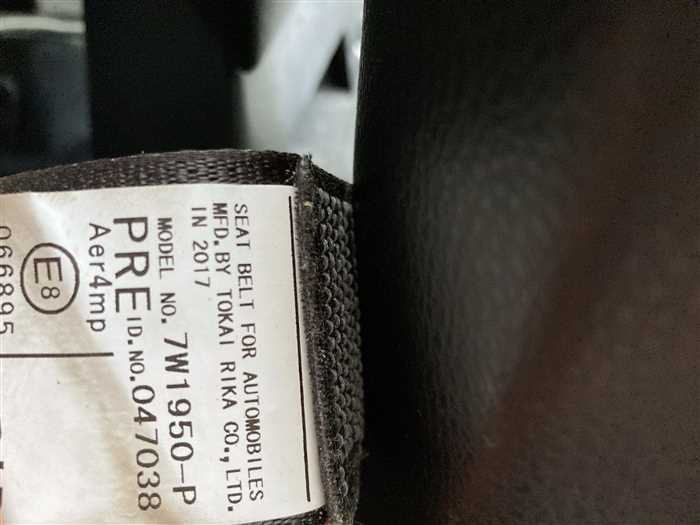 SEAT BELT FOR AUTOMOBILES
MFD. BY TOKAI RIKA CO., LTD.
IN 2017
MODEL NO. 7W1950-P
PRE ID.NO. 047038
Aer4mp
E8
066895